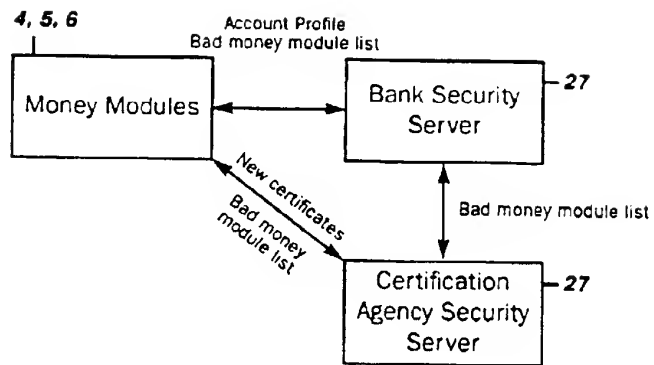 4, 5, 6
Account Profile
Bad money module list
Money Modules
Bank Security
Server
27
New certificates
Bad money
module list
Bad money module list
Certification
Agency Security
Server
27